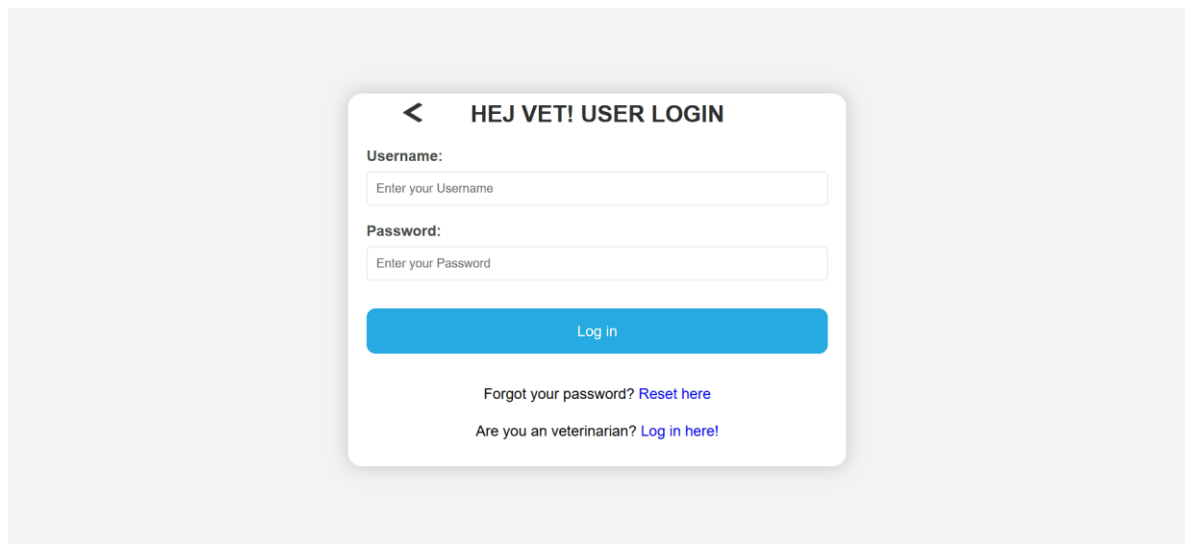 HEJ VET! USER LOGIN
Username:
Enter your Username
Password:
Enter your Password
Log in
Forgot your password? Reset here
Are you an veterinarian? Log in here!